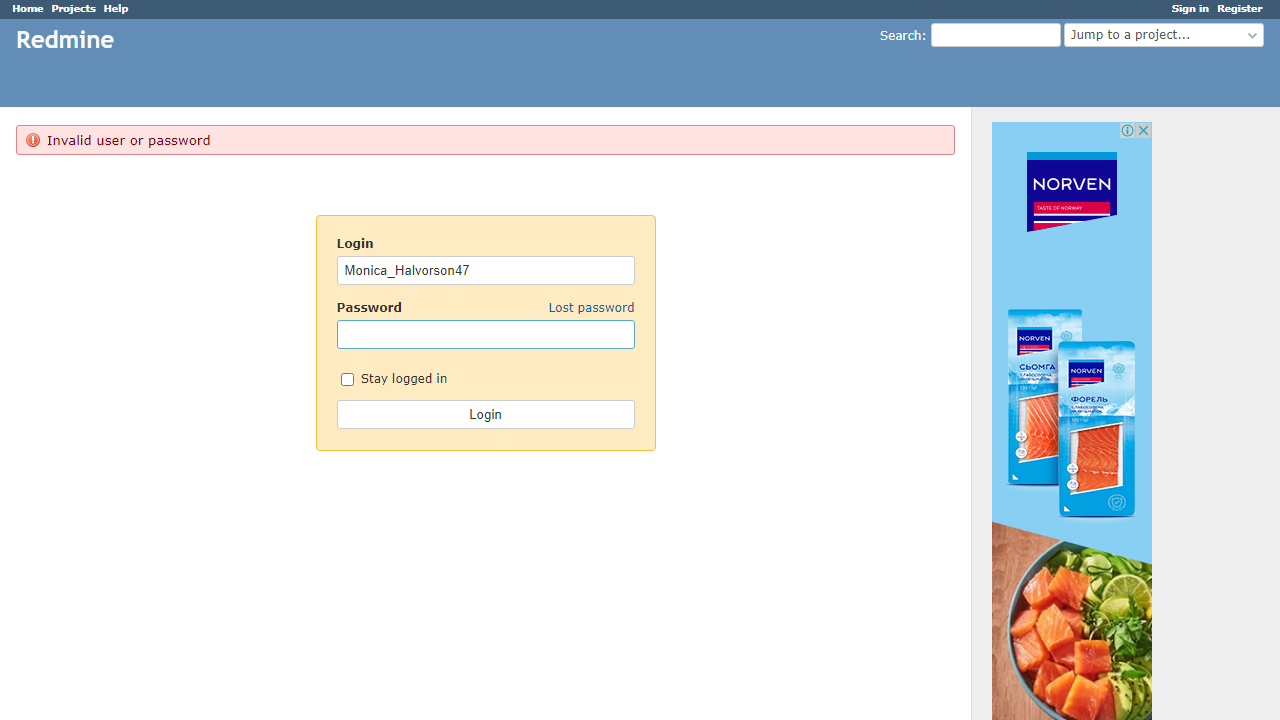 Home Projects Help
Sign in Register
Redmine
Search:
Jump to a project...
Invalid user or password
Login
Monica_Halvorson47
Password
Lost password
Stay logged in
Login
NORVEN
TASTE OF NORWAY
NORVEN
СЬОМГА
NORVEN
ФОРЕЛЬ